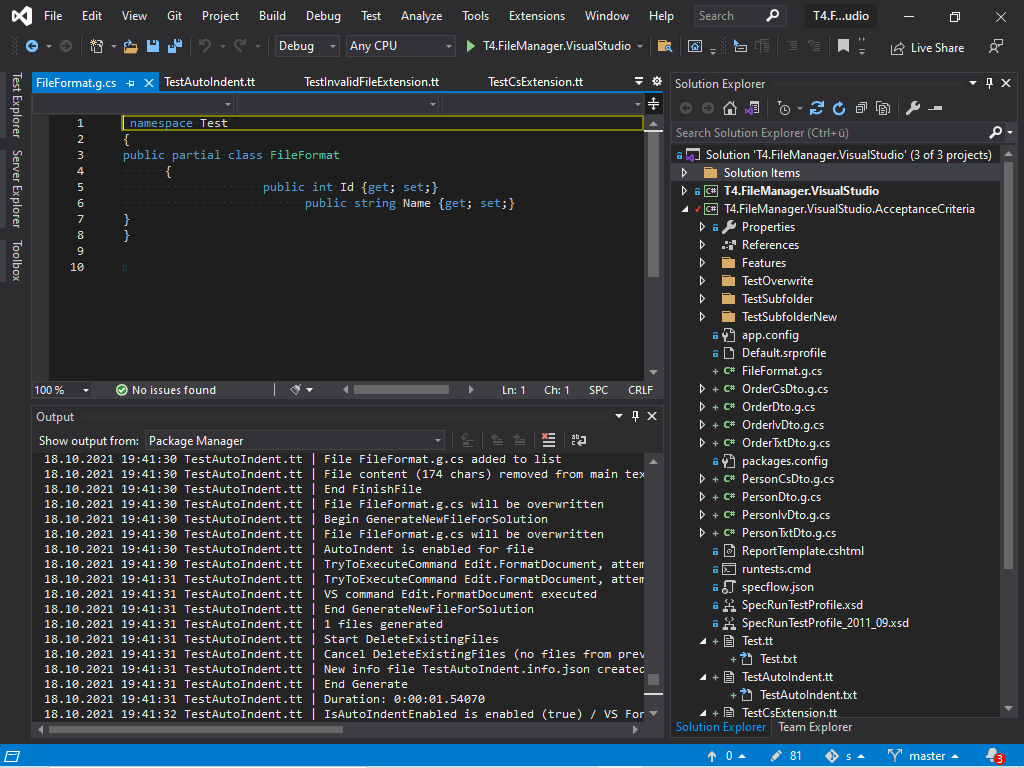 File Edit View Git Project Build Debug Test Analyze Tools Extensions Window Help Search T4.F...udio
Debug Any CPU T4.FileManager.VisualStudio Live Share
Test Explorer
Server Explorer
Toolbox
FileFormat.g.cs TestAutoIndent.tt TestInvalidFileExtension.tt TestCsExtension.tt
1 namespace Test
2 {
3 public partial class FileFormat
4 {
5 public int Id {get; set;}
6 public string Name {get; set;}
7 }
8 }
9
10
100 % No issues found Ln: 1 Ch: 1 SPC CRLF
Output
Show output from: Package Manager
18.10.2021 19:41:30 TestAutoIndent.tt | File FileFormat.g.cs added to list
18.10.2021 19:41:30 TestAutoIndent.tt | File content (174 chars) removed from main tex
18.10.2021 19:41:30 TestAutoIndent.tt | End FinishFile
18.10.2021 19:41:30 TestAutoIndent.tt | File FileFormat.g.cs will be overwritten
18.10.2021 19:41:30 TestAutoIndent.tt | Begin GenerateNewFileForSolution
18.10.2021 19:41:30 TestAutoIndent.tt | File FileFormat.g.cs will be overwritten
18.10.2021 19:41:30 TestAutoIndent.tt | AutoIndent is enabled for file
18.10.2021 19:41:30 TestAutoIndent.tt | TryToExecuteCommand Edit.FormatDocument, attem
18.10.2021 19:41:31 TestAutoIndent.tt | TryToExecuteCommand Edit.FormatDocument, attem
18.10.2021 19:41:31 TestAutoIndent.tt | VS command Edit.FormatDocument executed
18.10.2021 19:41:31 TestAutoIndent.tt | End GenerateNewFileForSolution
18.10.2021 19:41:31 TestAutoIndent.tt | 1 files generated
18.10.2021 19:41:31 TestAutoIndent.tt | Start DeleteExistingFiles
18.10.2021 19:41:31 TestAutoIndent.tt | Cancel DeleteExistingFiles (no files from prev
18.10.2021 19:41:31 TestAutoIndent.tt | New info file TestAutoIndent.info.json created
18.10.2021 19:41:31 TestAutoIndent.tt | End Generate
18.10.2021 19:41:31 TestAutoIndent.tt | Duration: 0:00:01.54070
18.10.2021 19:41:32 TestAutoIndent.tt | IsAutoIndentEnabled is enabled (true) / VS For
Solution Explorer
Search Solution Explorer (Ctrl+ü)
Solution 'T4.FileManager.VisualStudio' (3 of 3 projects)
Solution Items
C# T4.FileManager.VisualStudio
C# T4.FileManager.VisualStudio.AcceptanceCriteria
Properties
References
Features
TestOverwrite
TestSubfolder
TestSubfolderNew
app.config
Default.srprofile
+ C# FileFormat.g.cs
+ C# OrderCsDto.g.cs
+ C# OrderDto.g.cs
+ C# OrderIvDto.g.cs
+ C# OrderTxtDto.g.cs
packages.config
+ C# PersonCsDto.g.cs
+ C# PersonDto.g.cs
+ C# PersonIvDto.g.cs
+ C# PersonTxtDto.g.cs
ReportTemplate.cshtml
runtests.cmd
specflow.json
SpecRunTestProfile.xsd
SpecRunTestProfile_2011_09.xsd
+ Test.tt
+ Test.txt
+ TestAutoIndent.tt
+ TestAutoIndent.txt
+ TestCsExtension.tt
Solution Explorer Team Explorer
0 81 s master 3